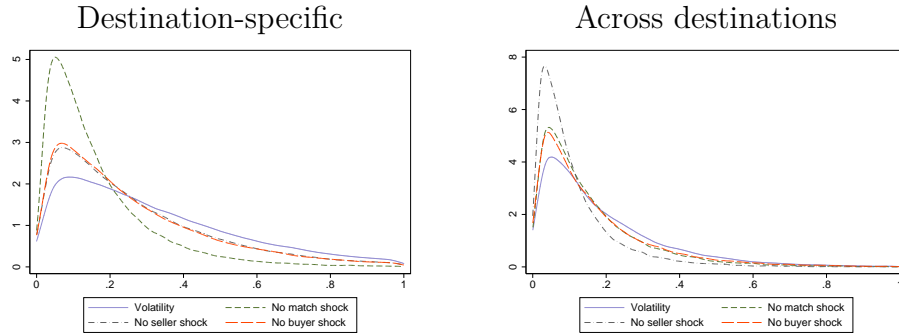 Destination-specific
5
4
3
2
1
0
0 .2 .4 .6 .8 1
Volatility No match shock
No seller shock No buyer shock
Across destinations
8
6
4
2
0
0 .2 .4 .6 .8 1
Volatility No match shock
No seller shock No buyer shock